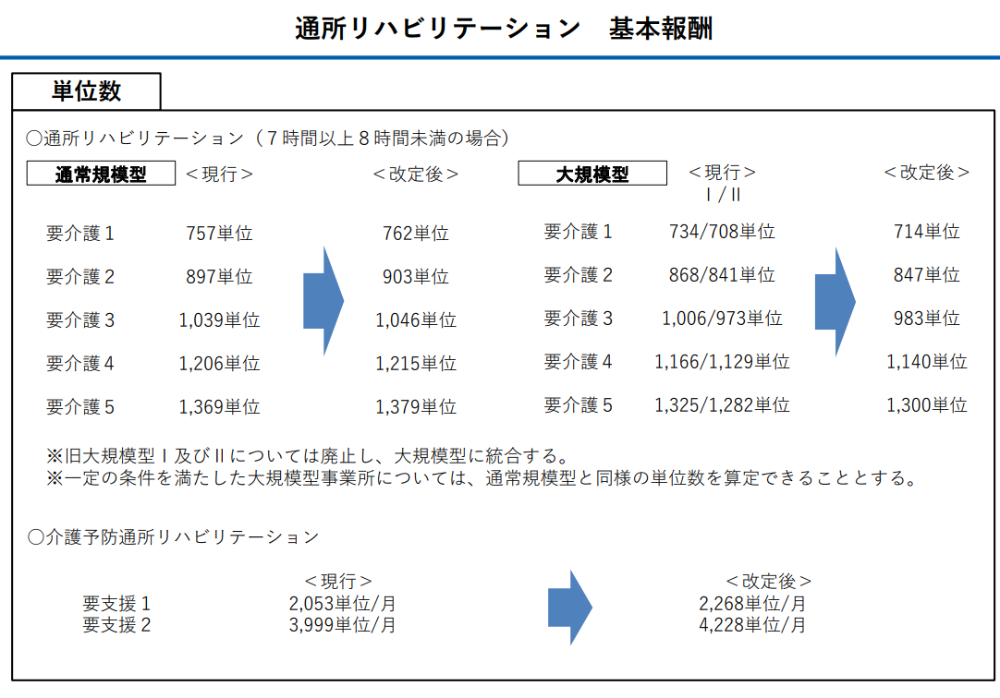 通所リハビリテーション　基本報酬
単位数
○通所リハビリテーション（７時間以上８時間未満の場合）
通常規模型 ＜現行＞ ＜改定後＞
要介護１ 757単位 762単位
要介護２ 897単位 903単位
要介護３ 1,039単位 1,046単位
要介護４ 1,206単位 1,215単位
要介護５ 1,369単位 1,379単位
大規模型 ＜現行＞ ＜改定後＞
Ⅰ/Ⅱ
要介護１ 734/708単位 714単位
要介護２ 868/841単位 847単位
要介護３ 1,006/973単位 983単位
要介護４ 1,166/1,129単位 1,140単位
要介護５ 1,325/1,282単位 1,300単位
※旧大規模型Ⅰ及びⅡについては廃止し、大規模型に統合する。
※一定の条件を満たした大規模型事業所については、通常規模型と同様の単位数を算定できることとする。
○介護予防通所リハビリテーション
＜現行＞ ＜改定後＞
要支援１ 2,053単位/月 2,268単位/月
要支援２ 3,999単位/月 4,228単位/月